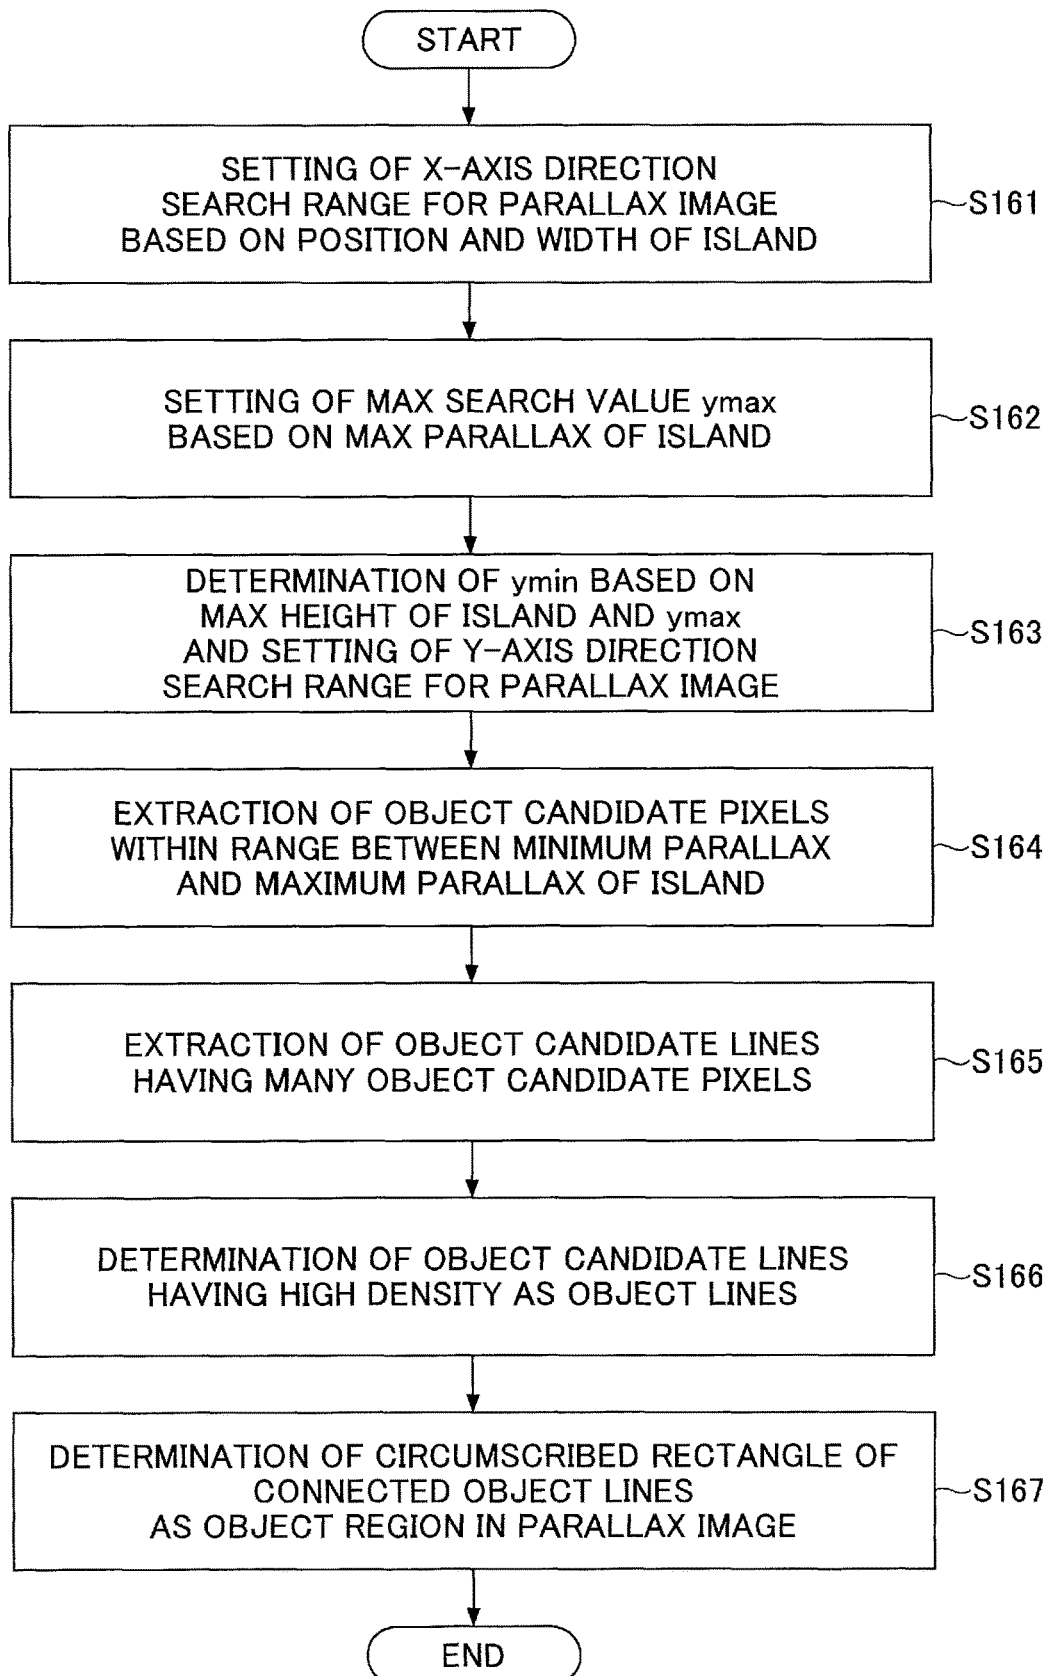 START
SETTING OF X-AXIS DIRECTION
SEARCH RANGE FOR PARALLAX IMAGE
BASED ON POSITION AND WIDTH OF ISLAND
S161
SETTING OF MAX SEARCH VALUE ymax
BASED ON MAX PARALLAX OF ISLAND
S162
DETERMINATION OF ymin BASED ON
MAX HEIGHT OF ISLAND AND ymax
AND SETTING OF Y-AXIS DIRECTION
SEARCH RANGE FOR PARALLAX IMAGE
S163
EXTRACTION OF OBJECT CANDIDATE PIXELS
WITHIN RANGE BETWEEN MINIMUM PARALLAX
AND MAXIMUM PARALLAX OF ISLAND
S164
EXTRACTION OF OBJECT CANDIDATE LINES
HAVING MANY OBJECT CANDIDATE PIXELS
S165
DETERMINATION OF OBJECT CANDIDATE LINES
HAVING HIGH DENSITY AS OBJECT LINES
S166
DETERMINATION OF CIRCUMSCRIBED RECTANGLE OF
CONNECTED OBJECT LINES
AS OBJECT REGION IN PARALLAX IMAGE
S167
END